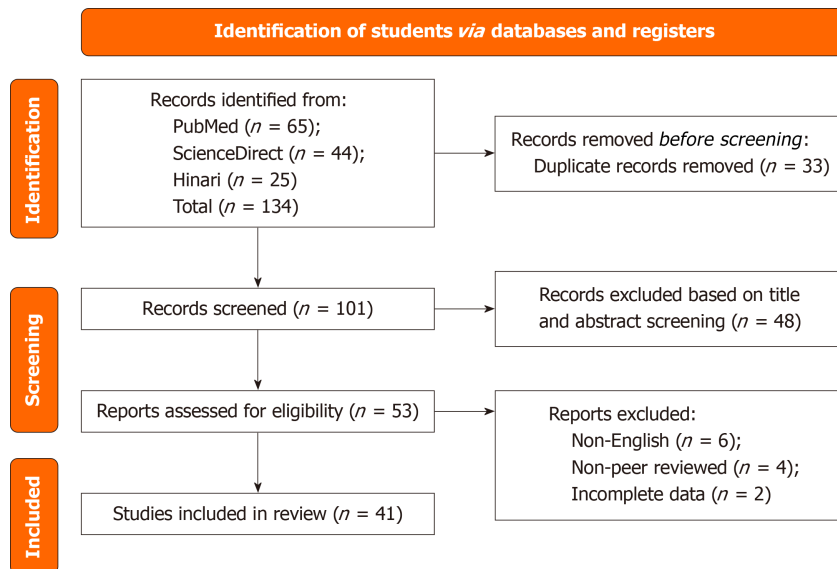 Identification of students via databases and registers
Identification
Records identified from:
PubMed (n = 65);
ScienceDirect (n = 44);
Hinari (n = 25)
Total (n = 134)
Records removed before screening:
Duplicate records removed (n = 33)
Screening
Records screened (n = 101)
Records excluded based on title
and abstract screening (n = 48)
Reports assessed for eligibility (n = 53)
Reports excluded:
Non-English (n = 6);
Non-peer reviewed (n = 4);
Incomplete data (n = 2)
Included
Studies included in review (n = 41)